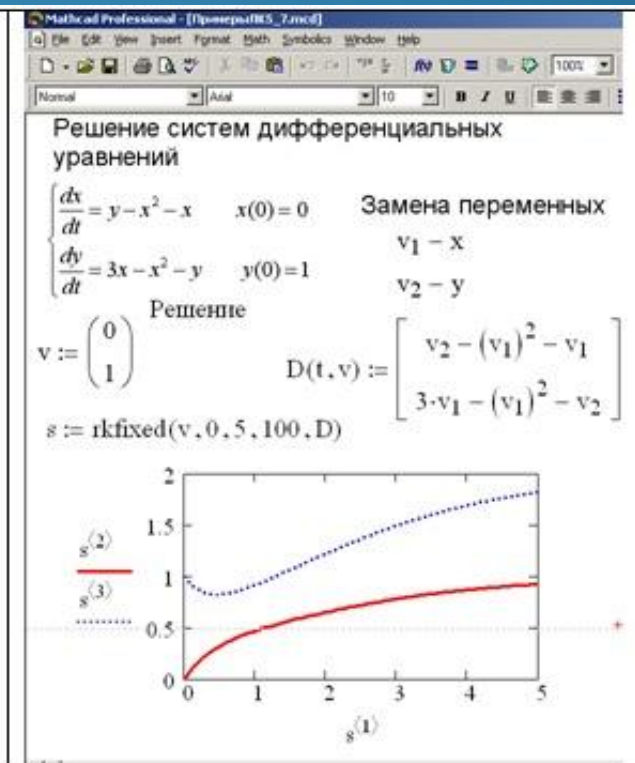 Mathcad Professional - [ПримерыПК5_7.mcd]
File Edit View Insert Format Math Symbolics Window Help
100%
Normal Arial 10 B I U
Решение систем дифференциальных
уравнений
dx/dt = y − x² − x x(0) = 0
dy/dt = 3x − x² − y y(0) = 1
Замена переменных
v₁ − x
v₂ − y
Решение
v := (0 1)
D(t,v) := [ v₂ − (v₁)² − v₁
3·v₁ − (v₁)² − v₂ ]
s := rkfixed(v,0,5,100,D)
2
1.5
1
0.5
0
s⟨2⟩
s⟨3⟩
0 1 2 3 4 5
s⟨1⟩